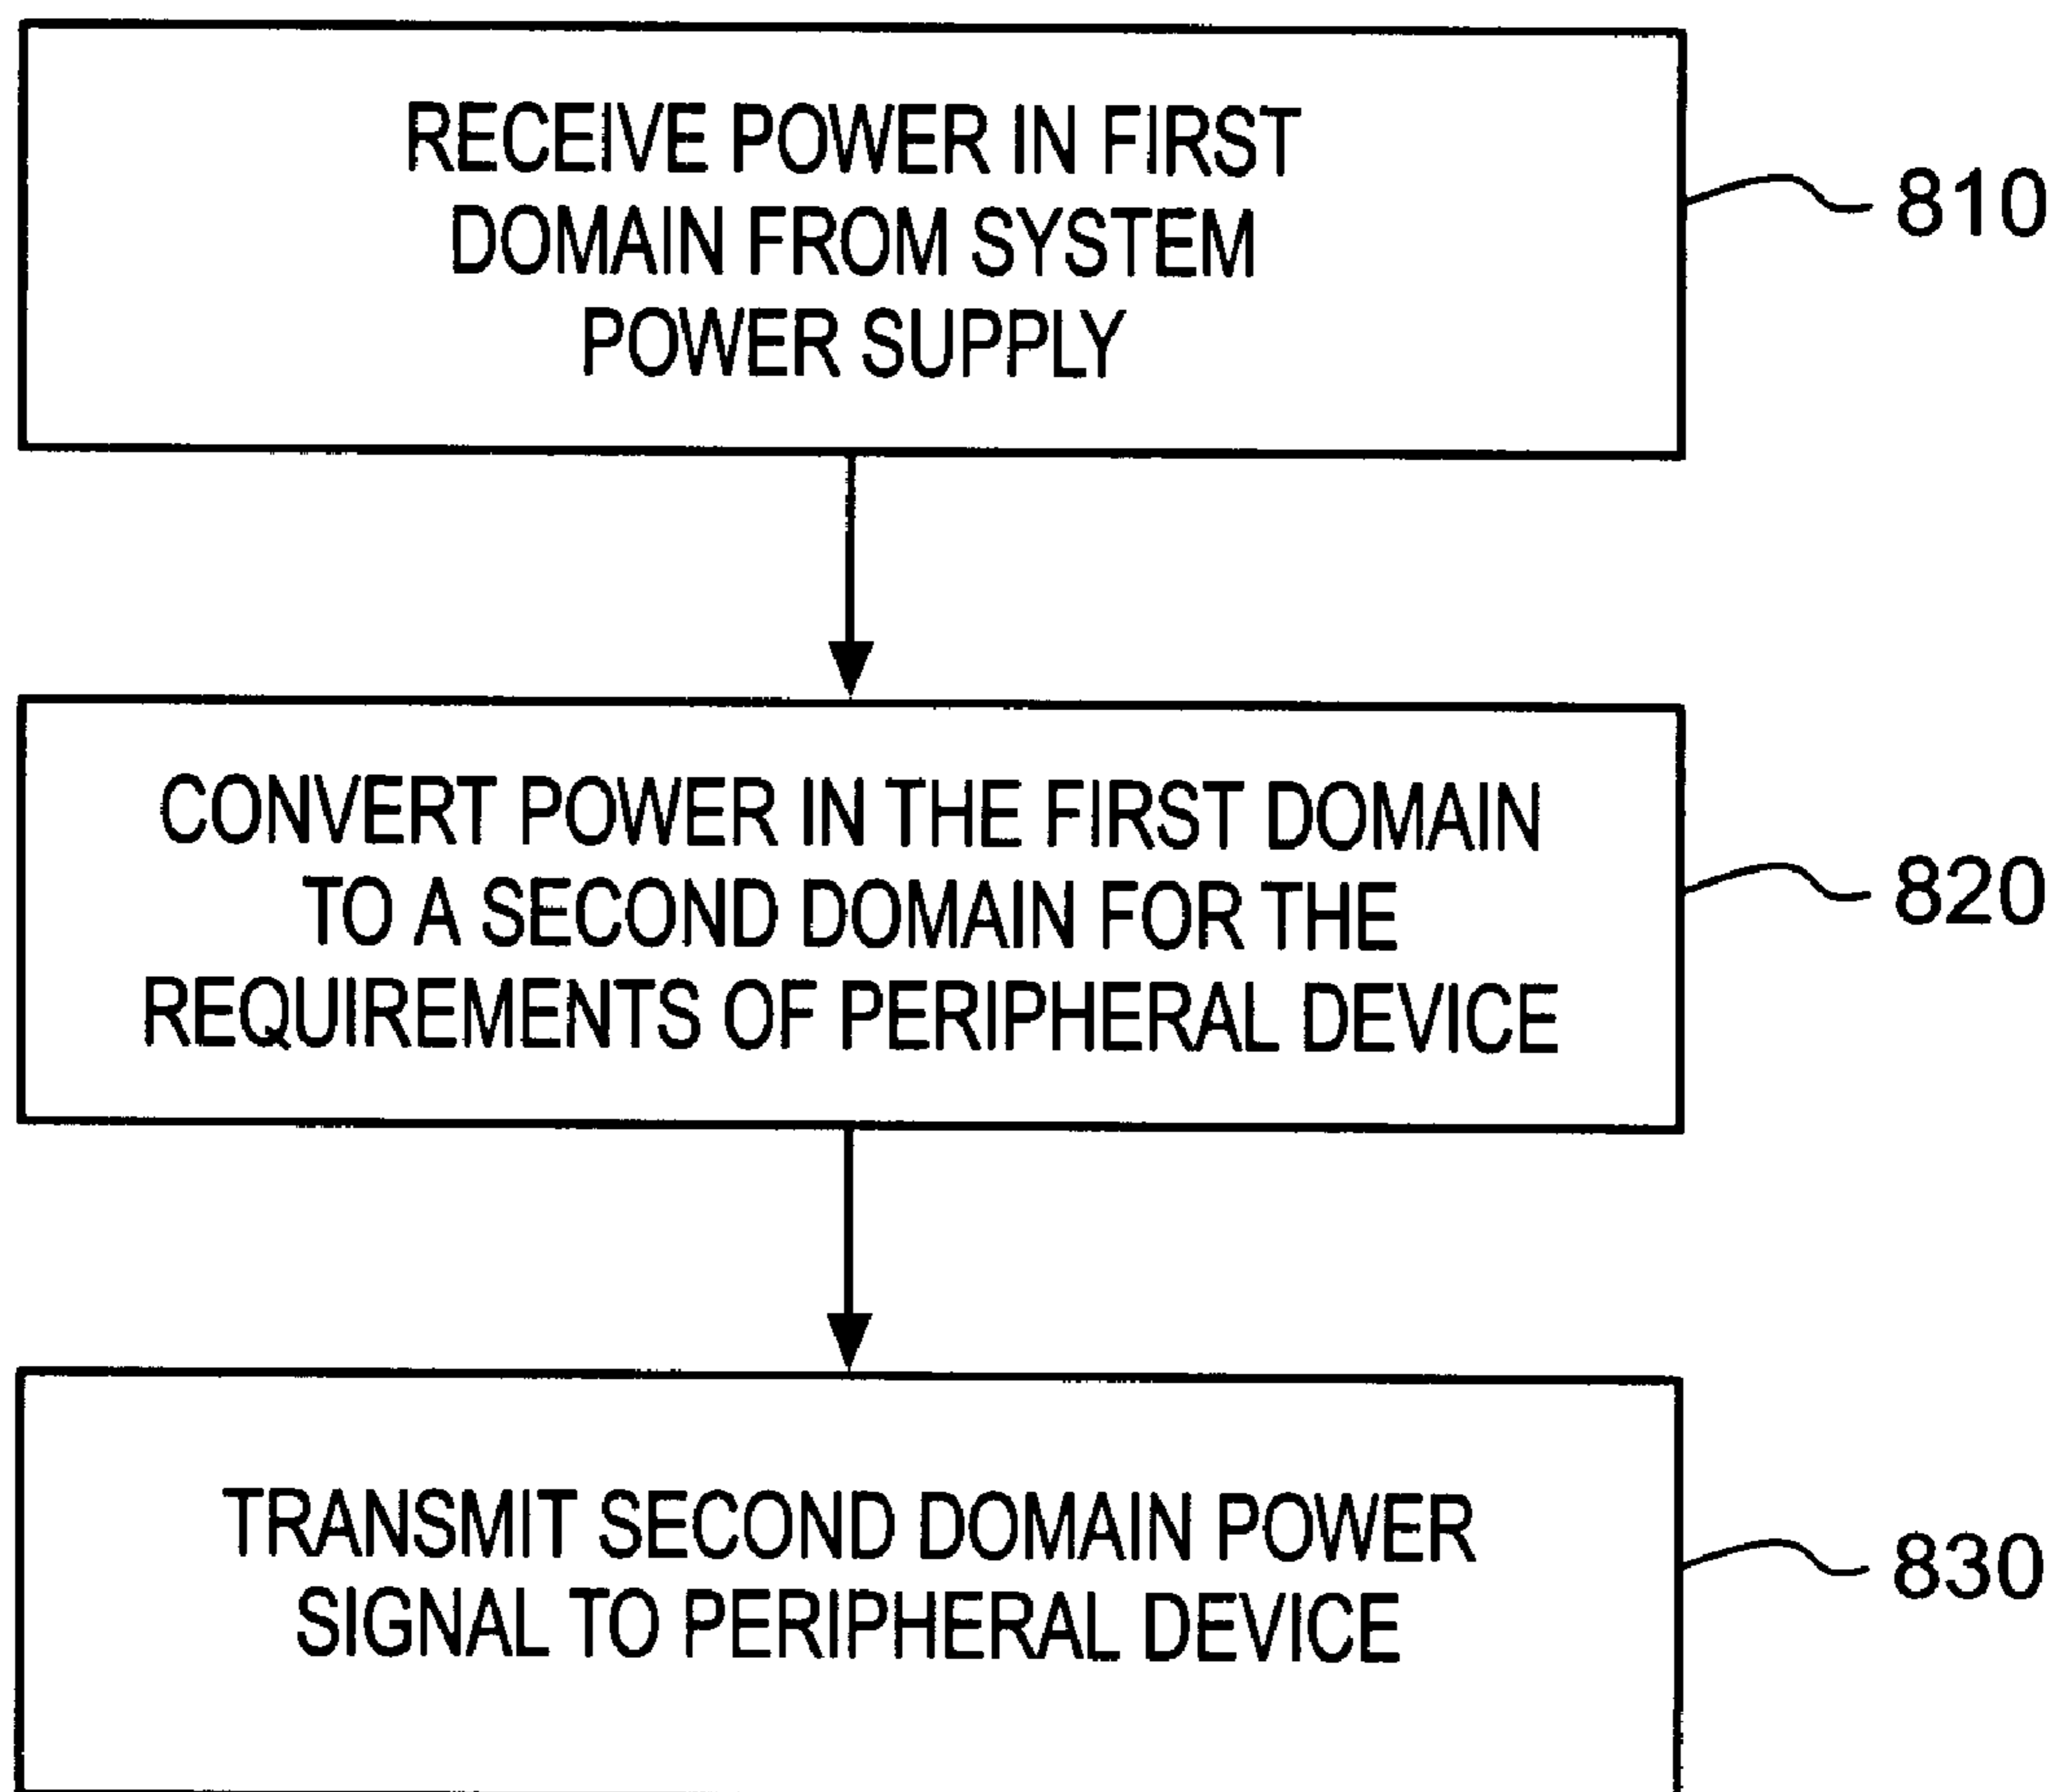 RECEIVE POWER IN FIRST
DOMAIN FROM SYSTEM
POWER SUPPLY
810
CONVERT POWER IN THE FIRST DOMAIN
TO A SECOND DOMAIN FOR THE
REQUIREMENTS OF PERIPHERAL DEVICE
820
TRANSMIT SECOND DOMAIN POWER
SIGNAL TO PERIPHERAL DEVICE
830